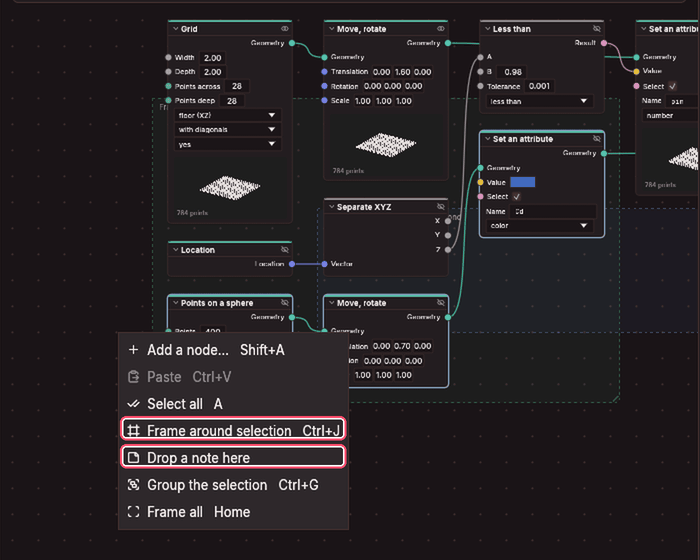 Grid
Geometry
Width 2.00
Depth 2.00
Points across 28
Points deep 28
floor (XZ)
with diagonals
yes
784 points
Move, rotate
Geometry
Geometry
Translation 0.00 1.60 0.00
Rotation 0.00 0.00 0.00
Scale 1.00 1.00 1.00
784 points
Less than
Result
A
B 0.98
Tolerance 0.001
less than
Set an attribu
Geometry
Value
Select
Name
number
784 points
Set an attribute
Geometry
Geometry
Value
Select
Name
color
Separate XYZ
X
Y
Z
Vector
Location
Location
Points on a sphere
Geometry
Points 400
Move, rotate
Geometry
Geometry
lation 0.00 0.70 0.00
ion 0.00 0.00 0.00
1.00 1.00 1.00
Add a node... Shift+A
Paste Ctrl+V
Select all A
Frame around selection Ctrl+J
Drop a note here
Group the selection Ctrl+G
Frame all Home